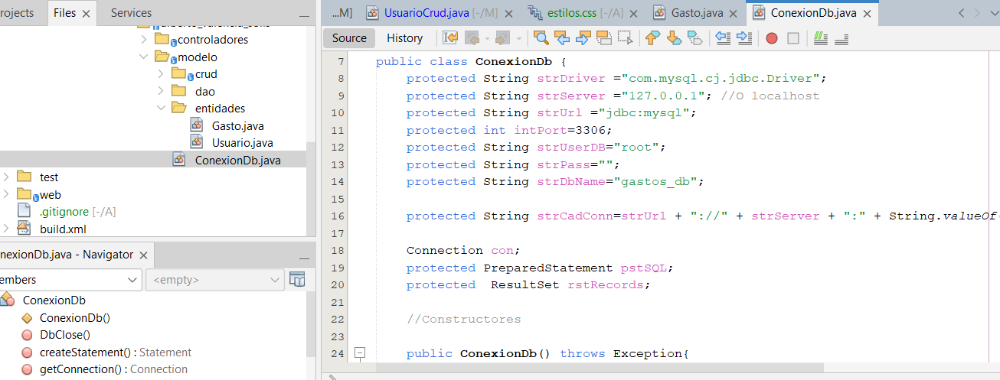 rojects Files Services
controladores
modelo
crud
dao
entidades
Gasto.java
Usuario.java
ConexionDb.java
test
web
.gitignore [-/A]
build.xml
nexionDb.java - Navigator
embers <empty>
ConexionDb
ConexionDb()
DbClose()
createStatement() : Statement
getConnection() : Connection
...M] UsuarioCrud.java [-/M] estilos.css [-/A] Gasto.java ConexionDb.java
Source History
7 public class ConexionDb {
8 protected String strDriver ="com.mysql.cj.jdbc.Driver";
9 protected String strServer ="127.0.0.1"; //O localhost
10 protected String strUrl ="jdbc:mysql";
11 protected int intPort=3306;
12 protected String strUserDB="root";
13 protected String strPass="";
14 protected String strDbName="gastos_db";
15
16 protected String strCadConn=strUrl + "://" + strServer + ":" + String.valueOf(
17
18 Connection con;
19 protected PreparedStatement pstSQL;
20 protected  ResultSet rstRecords;
21
22 //Constructores
23
24 public ConexionDb() throws Exception{